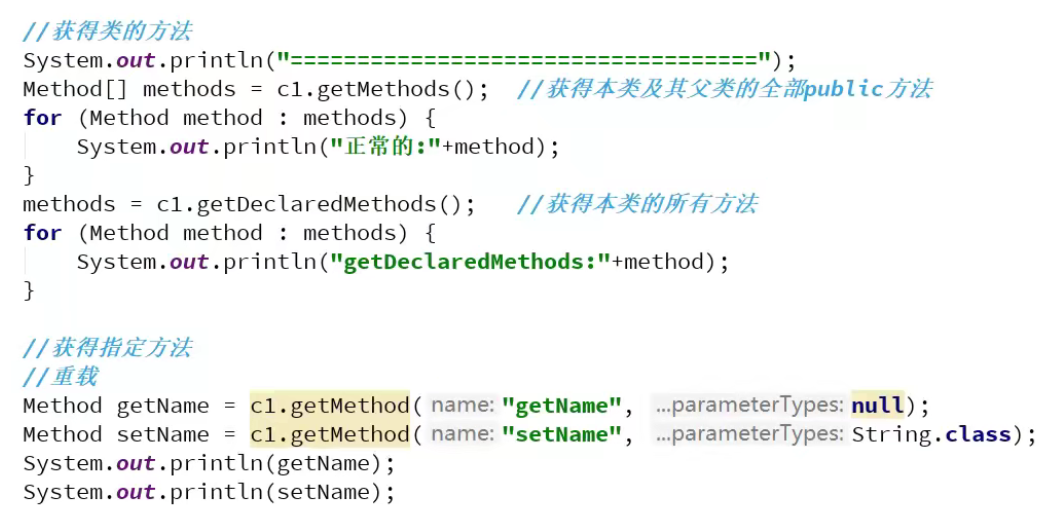 //获得类的方法
System.out.println("===================================");
Method[] methods = c1.getMethods();  //获得本类及其父类的全部public方法
for (Method method : methods) {
    System.out.println("正常的:"+method);
}
methods = c1.getDeclaredMethods();   //获得本类的所有方法
for (Method method : methods) {
    System.out.println("getDeclaredMethods:"+method);
}
//获得指定方法
//重载
Method getName = c1.getMethod( name: "getName", ...parameterTypes: null);
Method setName = c1.getMethod( name: "setName", ...parameterTypes: String.class);
System.out.println(getName);
System.out.println(setName);